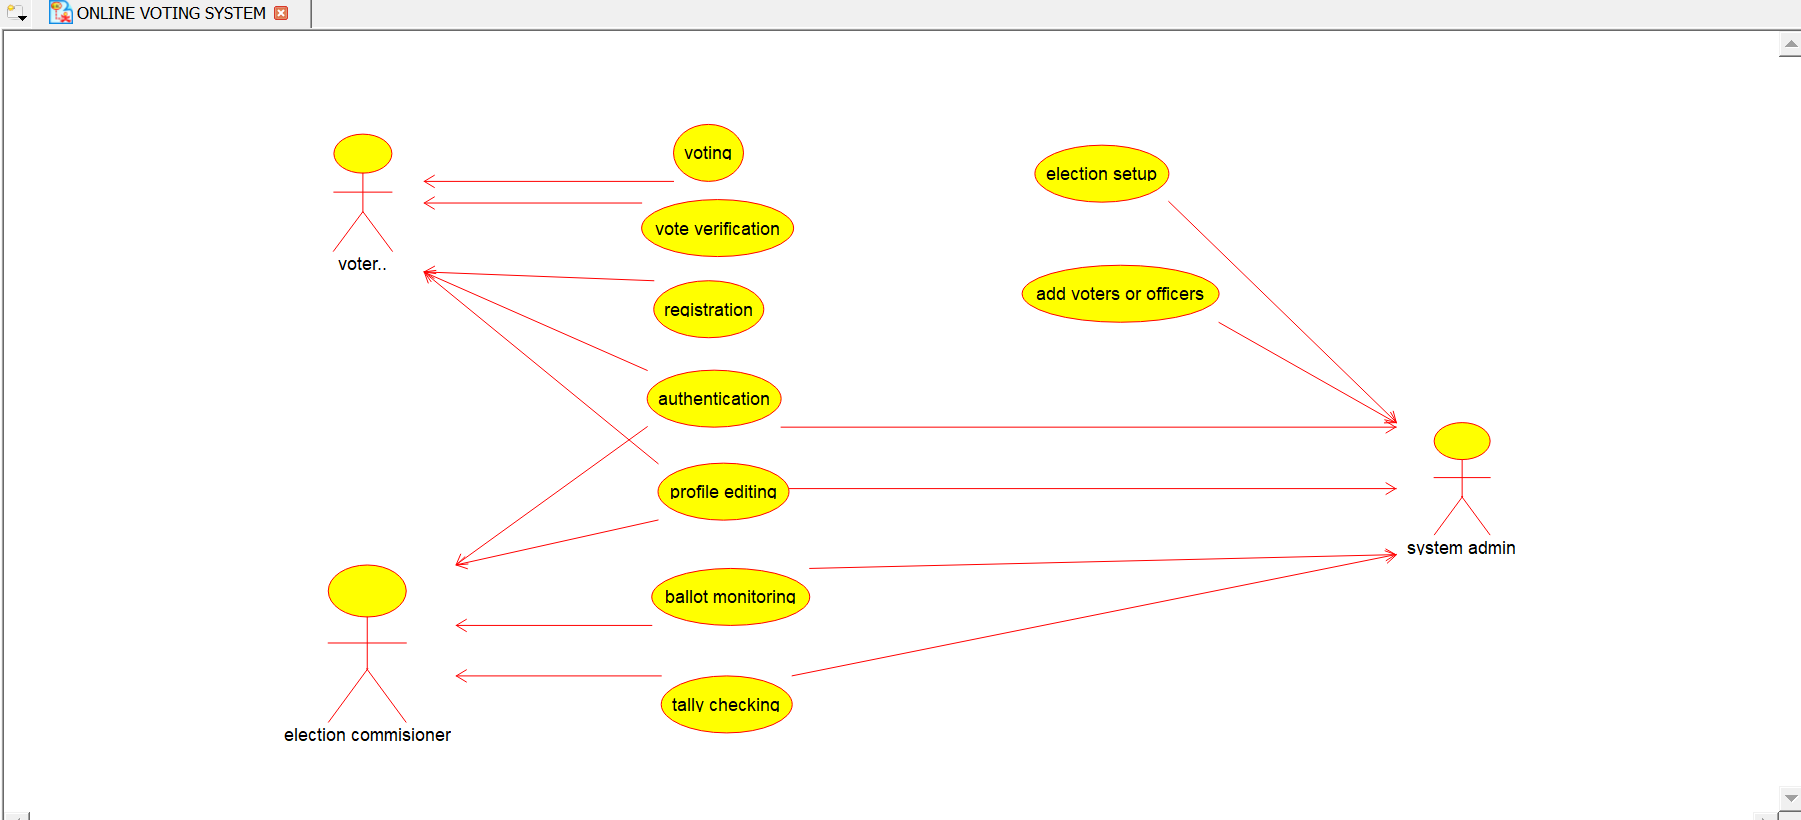 ONLINE VOTING SYSTEM
voting
election setup
vote verification
voter..
add voters or officers
registration
authentication
profile editing
system admin
ballot monitoring
tally checking
election commisioner